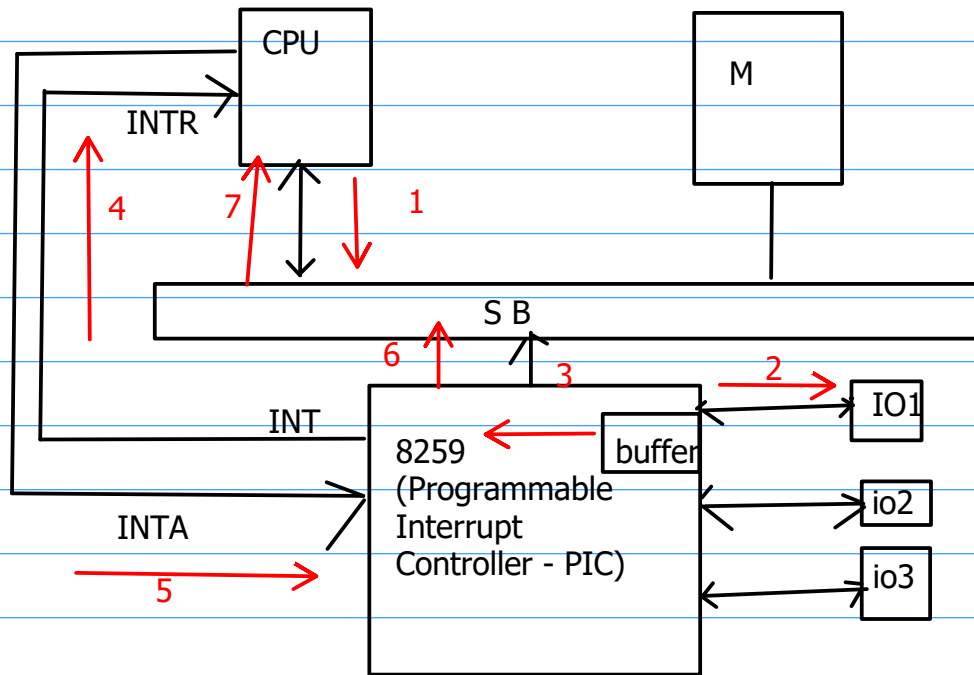 CPU
M
INTR
4
7
1
S B
6
3
2
IO1
INT
buffer
8259
(Programmable
Interrupt
Controller - PIC)
io2
INTA
io3
5